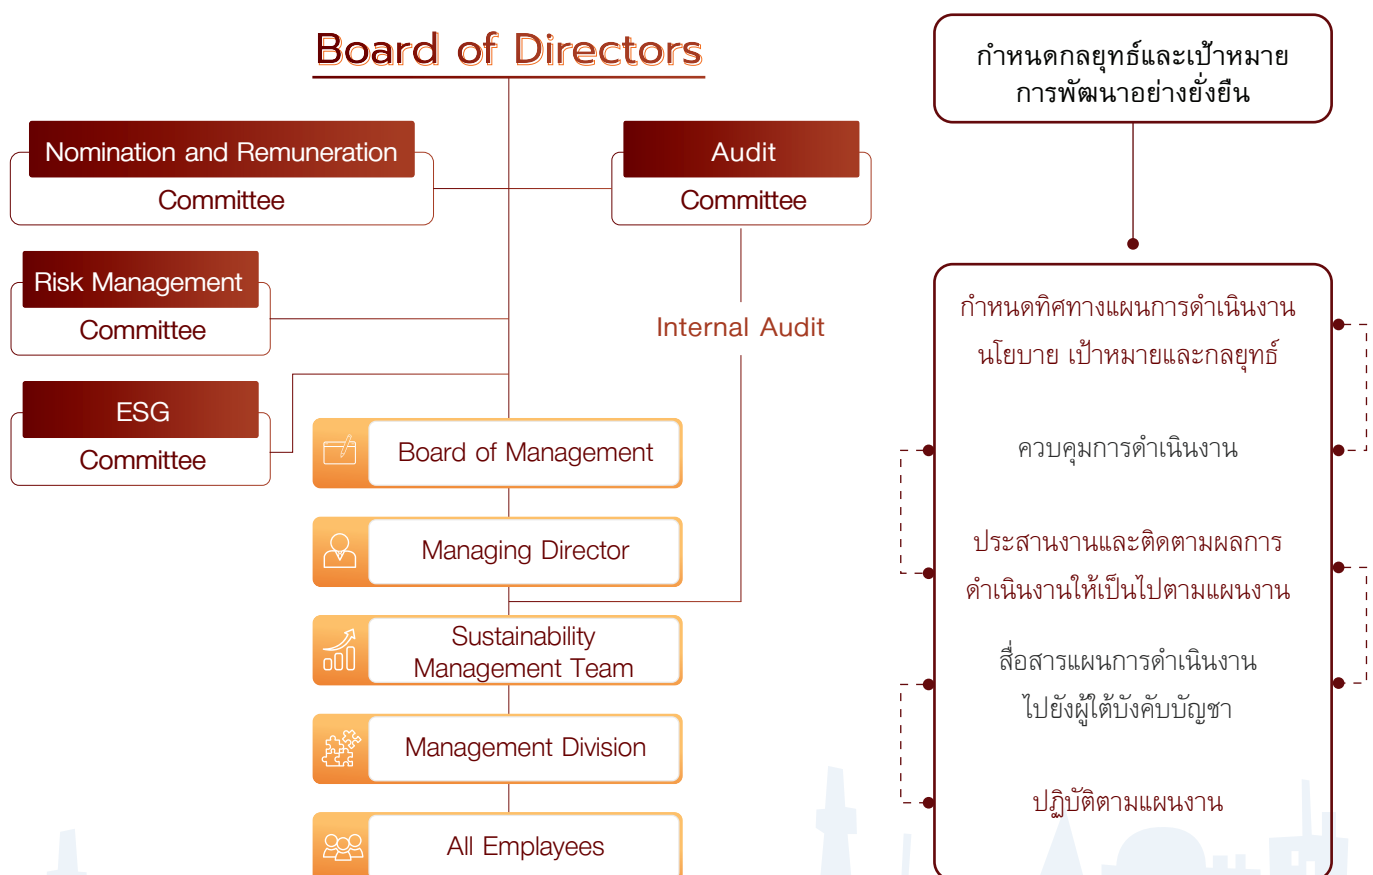 Board of Directors
Nomination and Remuneration
Committee
Audit
Committee
Risk Management
Committee
Internal Audit
ESG
Committee
Board of Management
Managing Director
Sustainability
Management Team
Management Division
All Employees
กำหนดกลยุทธ์และเป้าหมาย
การพัฒนาอย่างยั่งยืน
กำหนดทิศทางแผนการดำเนินงาน
นโยบาย เป้าหมายและกลยุทธ์
ควบคุมการดำเนินงาน
ประสานงานและติดตามผลการ
ดำเนินงานให้เป็นไปตามแผนงาน
สื่อสารแผนการดำเนินงาน
ไปยังผู้ใต้บังคับบัญชา
ปฏิบัติตามแผนงาน